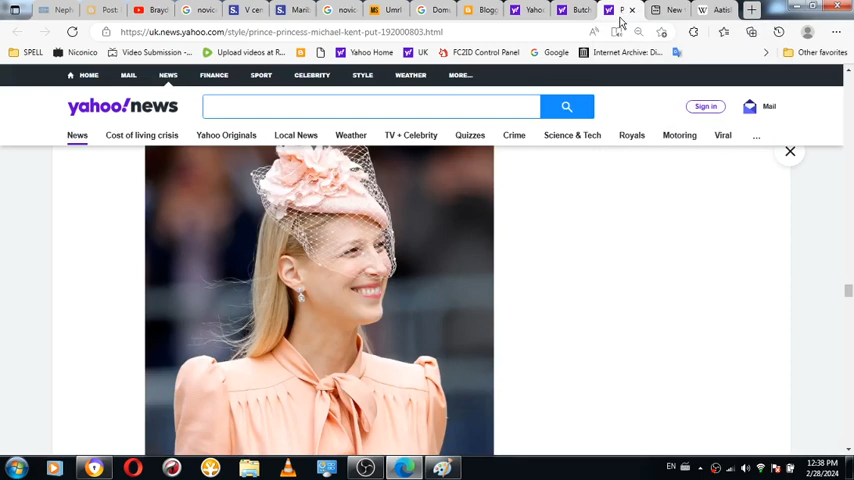 Neph
Post
Brayd
novic
V cen
Marib
novic
Umrl
Dom
Blogg
Yaho
Butch
P
New
Aatis
https://uk.news.yahoo.com/style/prince-princess-michael-kent-put-192000803.html
SPELL
Niconico
Video Submission -...
Upload videos at R...
Yahoo Home
UK
FC2ID Control Panel
Google
Internet Archive: Di...
Other favorites
HOME MAIL NEWS FINANCE SPORT CELEBRITY STYLE WEATHER MORE...
yahoo!news
Sign in
Mail
News Cost of living crisis Yahoo Originals Local News Weather TV + Celebrity Quizzes Crime Science & Tech Royals Motoring Viral ...
EN
12:38 PM
2/28/2024